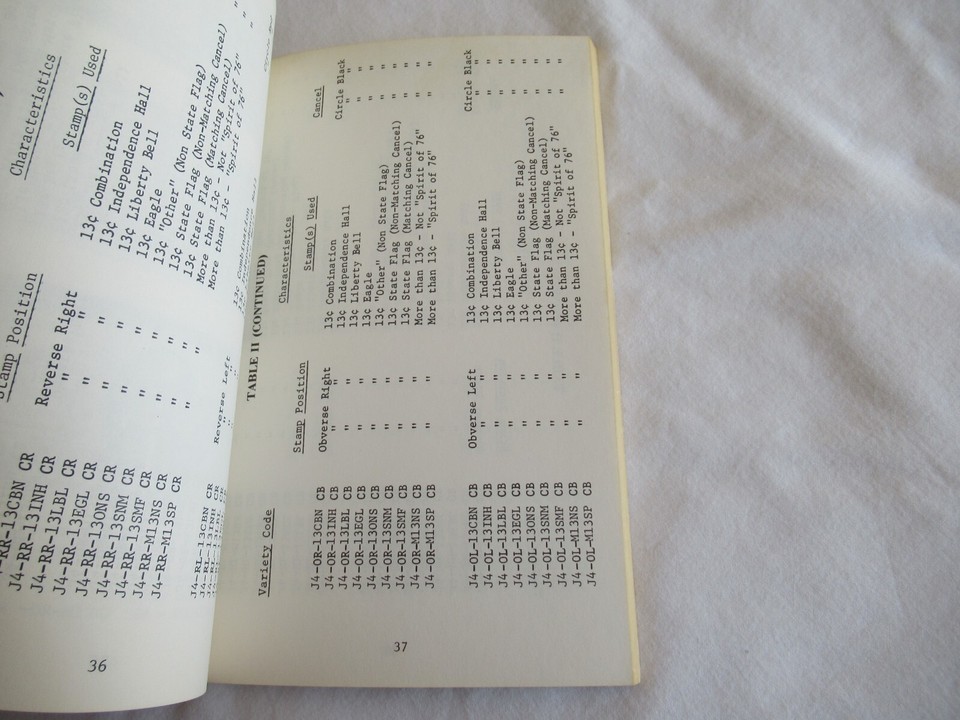 Characteristics
Stamp Position Stamp(s) Used
J4-RR-13CBN CR Reverse Right 13¢ Combination
J4-RR-13INH CR " " 13¢ Independence Hall
J4-RR-13LBL CR " " 13¢ Liberty Bell
J4-RR-13EGL CR " " 13¢ Eagle
J4-RR-13ONS CR " " 13¢ "Other" (Non State Flag)
J4-RR-13SNM CR " " 13¢ State Flag (Non-Matching Cancel)
J4-RR-13SMF CR " " 13¢ State Flag (Matching Cancel)
J4-RR-M13NS CR " " More than 13¢ - Not "Spirit of 76"
J4-RR-M13SP CR " " More than 13¢ - "Spirit of 76"
J4-RL-13CBN CR Reverse Left 13¢ Combination
J4-RL-13INH CR " "
36
TABLE II (CONTINUED)
Characteristics
Variety Code Stamp Position Stamp(s) Used Cancel
J4-OR-13CBN CB Obverse Right 13¢ Combination Circle Black
J4-OR-13INH CB " " 13¢ Independence Hall " "
J4-OR-13LBL CB " " 13¢ Liberty Bell " "
J4-OR-13EGL CB " " 13¢ Eagle " "
J4-OR-13ONS CB " " 13¢ "Other" (Non State Flag) " "
J4-OR-13SNM CB " " 13¢ State Flag (Non-Matching Cancel) " "
J4-OR-13SMF CB " " 13¢ State Flag (Matching Cancel) " "
J4-OR-M13NS CB " " More than 13¢ - Not "Spirit of 76" " "
J4-OR-M13SP CB " " More than 13¢ - "Spirit of 76" " "
J4-OL-13CBN CB Obverse Left 13¢ Combination Circle Black
J4-OL-13INH CB " " 13¢ Independence Hall " "
J4-OL-13LBL CB " " 13¢ Liberty Bell " "
J4-OL-13EGL CB " " 13¢ Eagle " "
J4-OL-13ONS CB " " 13¢ "Other" (Non State Flag) " "
J4-OL-13SNM CB " " 13¢ State Flag (Non-Matching Cancel) " "
J4-OL-13SMF CB " " 13¢ State Flag (Matching Cancel) " "
J4-OL-M13NS CB " " More than 13¢ - Not "Spirit of 76" " "
J4-OL-M13SP CB " " More than 13¢ - "Spirit of 76"
37